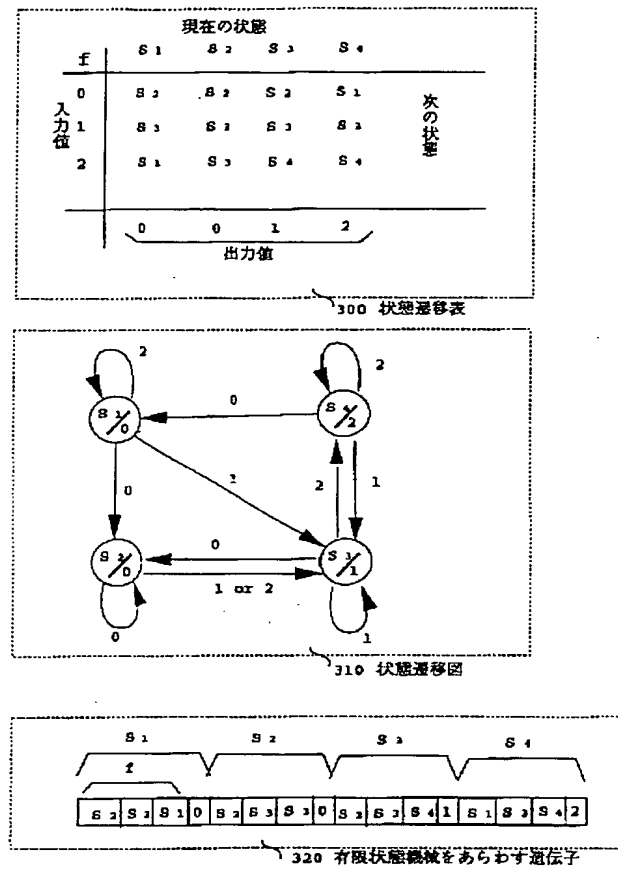 現在の状態
f S1 S2 S3 S4
入力値
0 S2 S2 S2 S1
1 S3 S3 S3 S3
2 S1 S3 S4 S4
次の状態
0 0 1 2
出力値
300 状態遷移表
2
2
S1/0
0
S4/2
0
1
2
1
S2/0
0
S3/1
1 or 2
0
1
310 状態遷移図
S1 S2 S3 S4
f
S2 S3 S1 0 S2 S3 S3 0 S2 S3 S4 1 S1 S3 S4 2
320 有限状態機械をあらわす遺伝子